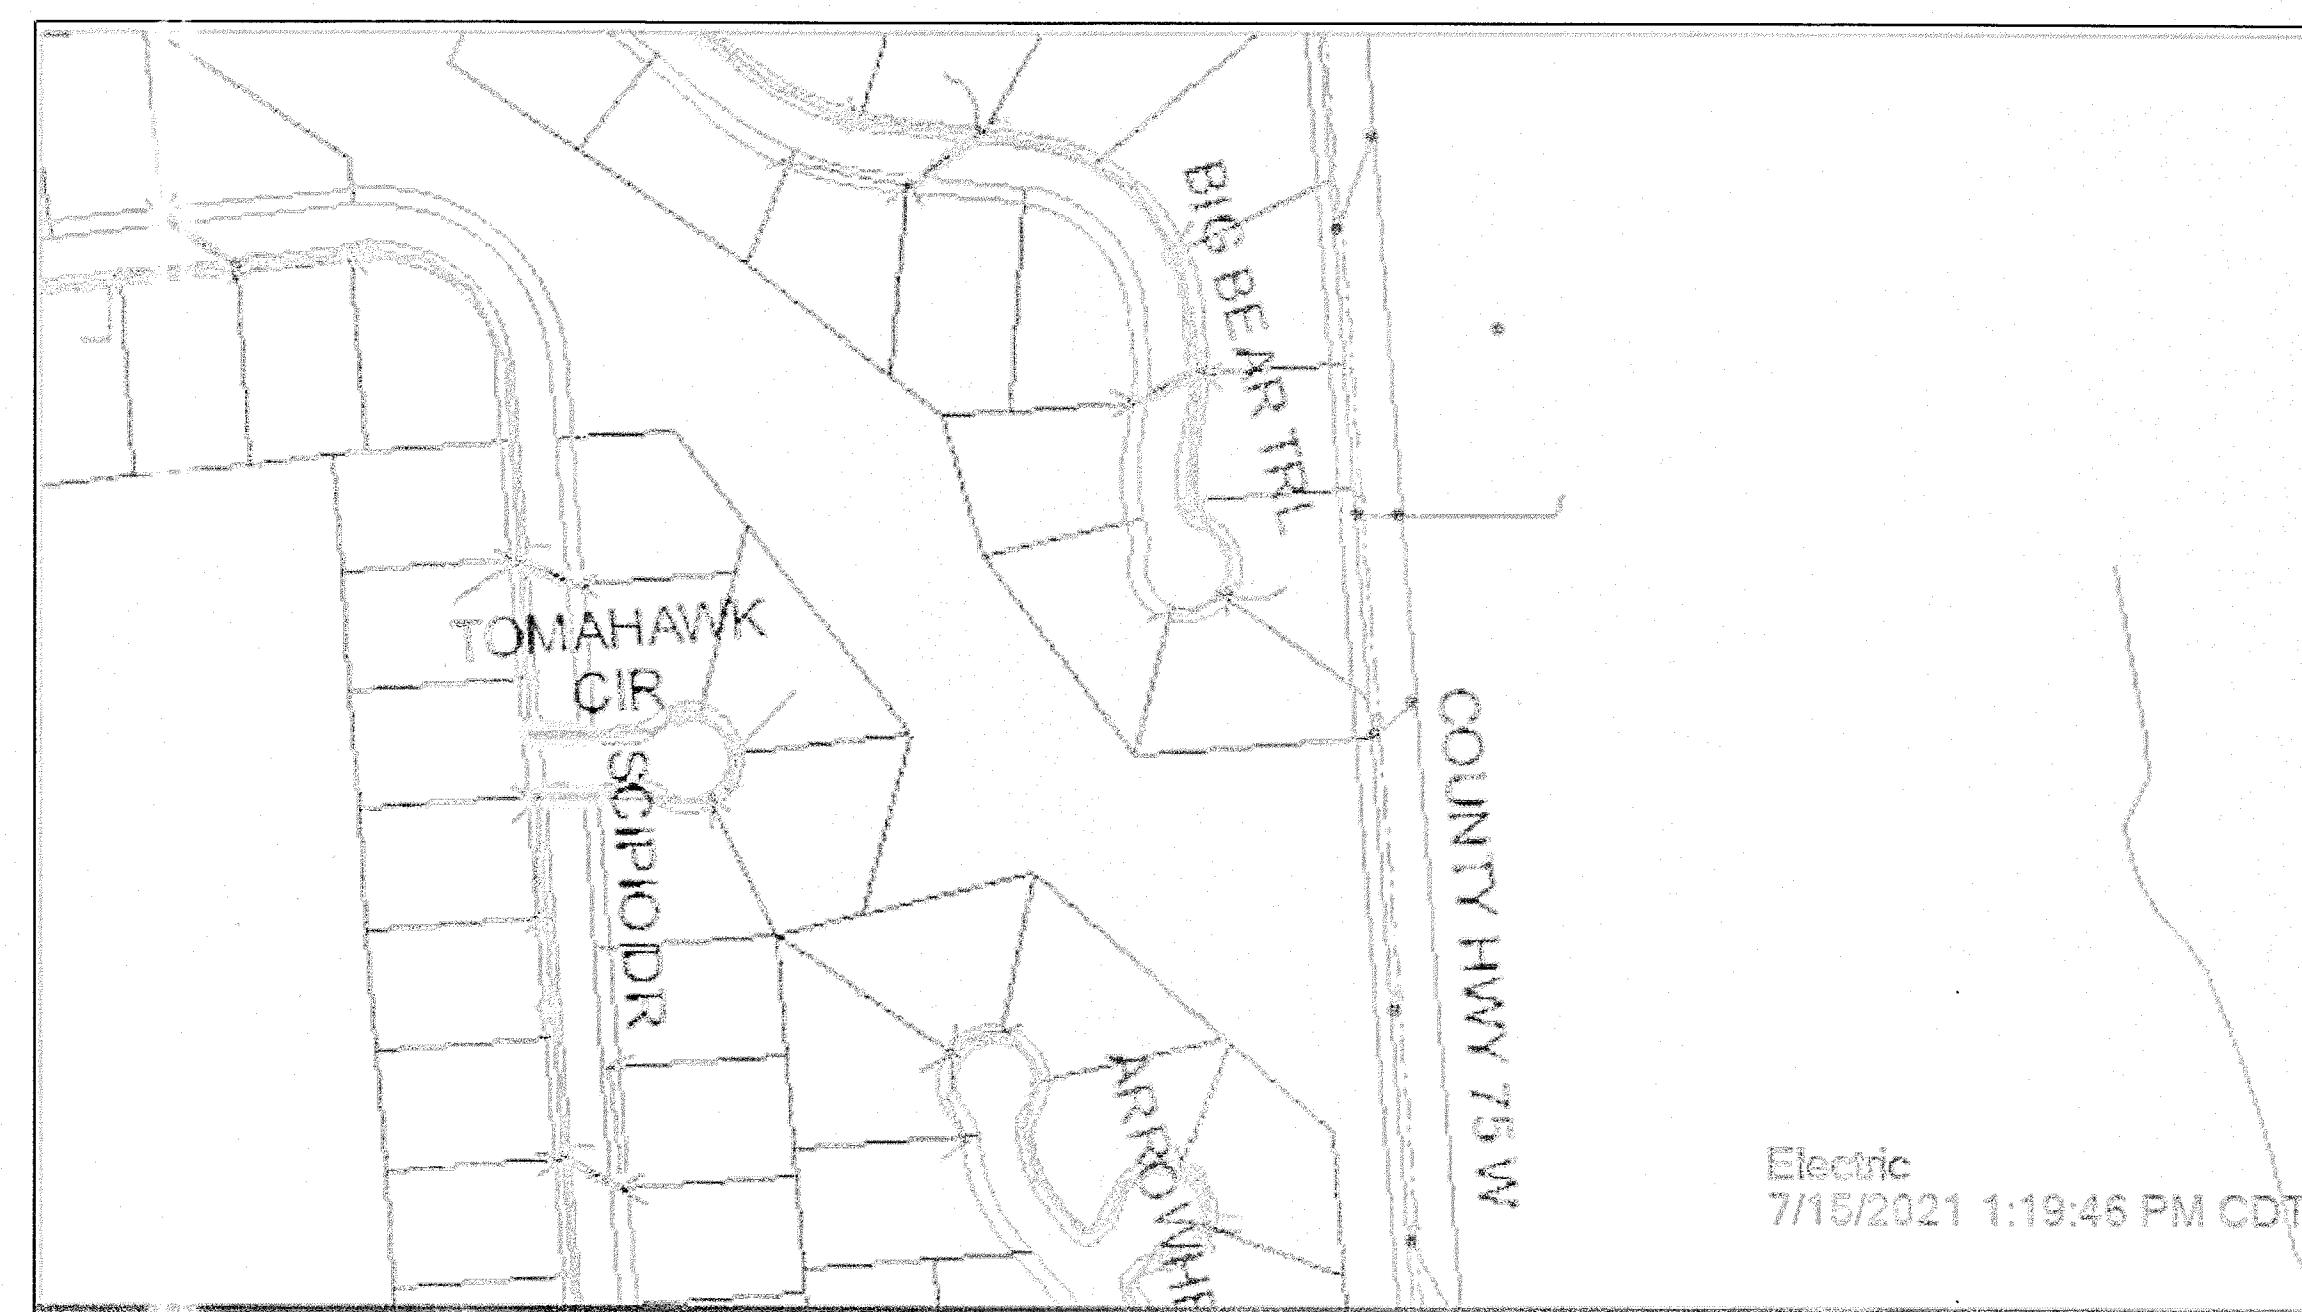 BIG BEAR TRL
TOMAHAWK
CIR
SCIPIO DR
COUNTY HWY 75 W
Electric
7/15/2021 1:19:46 PM CDT